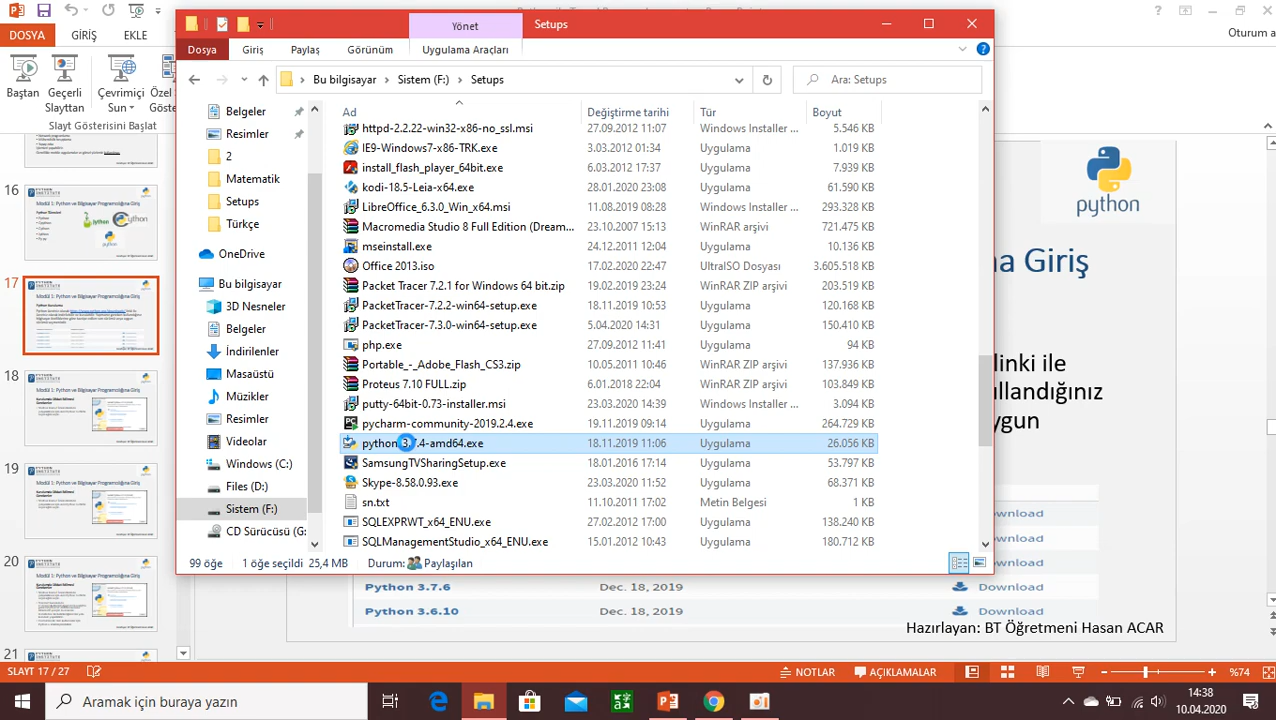 Yönet
Setups
DOSYA
GİRİŞ
EKLE
Oturum a
Dosya
Giriş
Paylaş
Görünüm
Uygulama Araçları
Baştan
Geçerli
Slayttan
Çevrimiçi
Sun
Özel S
Göste
Slayt Gösterisini Başlat
Bu bilgisayar
Sistem (F:)
Setups
Ara: Setups
Ad
Değiştirme tarihi
Tür
Boyut
httpd-2.2.22-win32-x86-no_ssl.msi 27.09.2012 11:07 Windows Installer ... 5.546 KB
IE9-Windows7-x86-TRK.exe 3.03.2012 01:34 Uygulama 1.019 KB
install_flash_player_64bit.exe 6.03.2012 17:37 Uygulama 7.939 KB
kodi-18.5-Leia-x64.exe 28.01.2020 23:08 Uygulama 61.590 KB
LibreOffice_6.3.0_Win_x64.msi 11.08.2019 08:28 Windows Installer ... 293.328 KB
Macromedia Studio 8 Full Edition (Dream... 23.10.2007 15:13 WinRAR arşivi 721.475 KB
mseinstall.exe 24.12.2011 12:04 Uygulama 10.136 KB
Office 2013.iso 17.02.2020 22:47 UltraISO Dosyası 3.605.518 KB
Packet Tracer 7.2.1 for Windows 64 bit.zip 19.02.2019 23:24 WinRAR ZIP arşivi 203.519 KB
PacketTracer-7.2.2-win64-setup.exe 18.11.2019 10:53 Uygulama 120.168 KB
PacketTracer-7.3.0-win64-setup.exe 5.04.2020 14:31 Uygulama 150.410 KB
php.exe 27.09.2012 11:41 Uygulama 94 KB
Portable_-_Adobe_Flash_CS3.zip 10.05.2011 10:46 WinRAR ZIP arşivi 137.936 KB
Proteus 7.10 FULL.zip 6.01.2018 22:04 WinRAR ZIP arşivi 103.849 KB
putty-64bit-0.73-installer.msi 23.03.2020 14:39 Windows Installer ... 3.094 KB
pycharm-community-2019.2.4.exe 19.11.2019 09:14 Uygulama 254.729 KB
python 3. .4-amd64.exe 18.11.2019 11:06 Uygulama 26.056 KB
SamsungTVSharingSetup.exe 18.01.2016 17:14 Uygulama 53.797 KB
Skype-8.58.0.93.exe 23.03.2020 11:52 Uygulama 68.371 KB
sn.txt 11.10.2011 17:02 Metin Belgesi 1 KB
SQLEXPRWT_x64_ENU.exe 27.02.2012 17:00 Uygulama 138.240 KB
SQLManagementStudio_x64_ENU.exe 15.01.2012 10:43 Uygulama 180.712 KB
Belgeler
Resimler
2
Matematik
Setups
Türkçe
OneDrive
Bu bilgisayar
3D Nesneler
Belgeler
İndirilenler
Masaüstü
Müzikler
Resimler
Videolar
Windows (C:)
Files (D:)
Sistem (F:)
CD Sürücüsü (G:
99 öğe
1 öğe seçildi 25,4 MB
Durum:
Paylaşılan
16
17
18
19
20
21
Modül 1: Python ve Bilgisayar Programcılığına Giriş
python
a Giriş
linki ile
ullandığınız
ygun
Download
Download
Download
Python 3.7.6 Dec. 18, 2019 Download
Python 3.6.10 Dec. 18, 2019 Download
Hazırlayan: BT Öğretmeni Hasan ACAR
SLAYT 17 / 27
NOTLAR
AÇIKLAMALAR
%74
Aramak için buraya yazın
14:38
10.04.2020